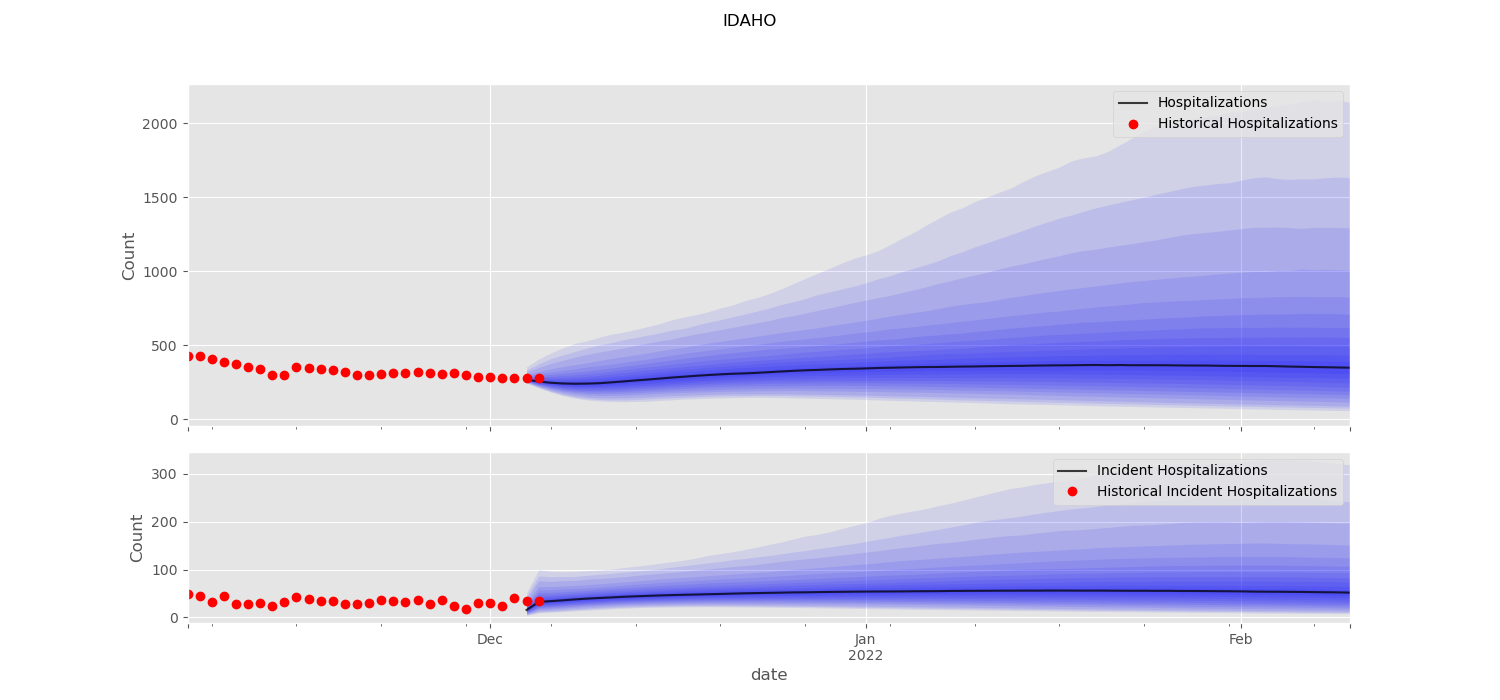 IDAHO
Hospitalizations
Historical Hospitalizations
Count
2000
1500
1000
500
0
Incident Hospitalizations
Historical Incident Hospitalizations
Count
300
200
100
0
Dec
Jan
2022
Feb
date